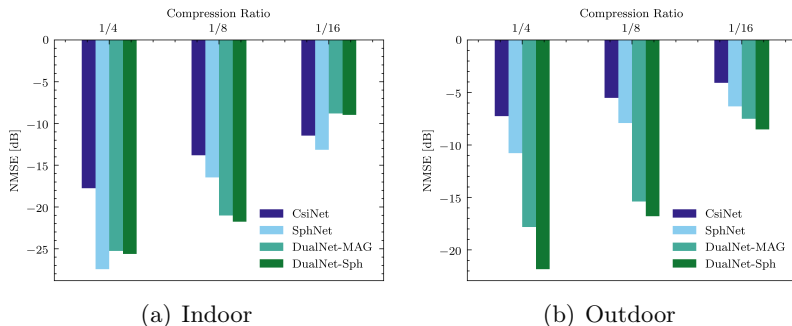 Compression Ratio
1/4 1/8 1/16
0
−5
−10
−15
−20
−25
NMSE [dB]
CsiNet
SphNet
DualNet-MAG
DualNet-Sph
(a) Indoor
Compression Ratio
1/4 1/8 1/16
0
−5
−10
−15
−20
NMSE [dB]
CsiNet
SphNet
DualNet-MAG
DualNet-Sph
(b) Outdoor